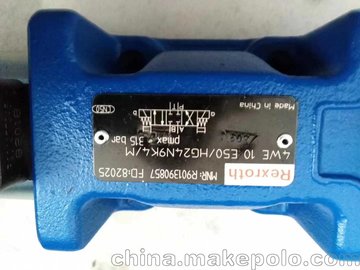 Rexroth
MNR: R901390857 FD:82025
4WE 10 E50/HG24N9K4/M
pmax - 315 bar
Made in China
china.makepolo.com